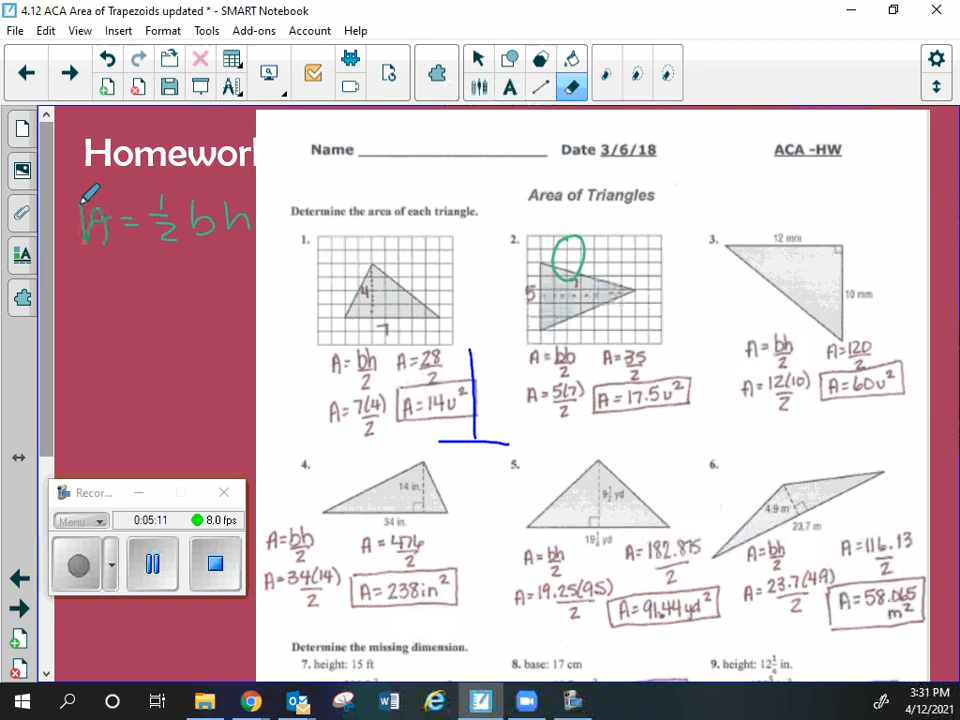 4.12 ACA Area of Trapezoids updated * - SMART Notebook
File Edit View Insert Format Tools Add-ons Account Help
Homework
A = 1/2 bh
Name Date 3/6/18 ACA -HW
Area of Triangles
Determine the area of each triangle.
1. 2. 3.
4
7
5
7
12 mm
10 mm
A = bh/2 A = 28/2
A = 7(4)/2 A = 14u²
A = bh/2 A = 35/2
A = 5(7)/2 A = 17.5u²
A = bh/2 A = 120/2
A = 12(10)/2 A = 60u²
4. 5. 6.
14 in.
34 in.
9 1/2 yd
19 1/4 yd
4.9 m
23.7 m
A = bh/2 A = 476/2
A = 34(14)/2 A = 238in²
A = bh/2 A = 182.875/2
A = 19.25(9.5)/2 A = 91.44yd²
A = bh/2 A = 116.13/2
A = 23.7(4.9)/2 A = 58.065 m²
Determine the missing dimension.
7. height: 15 ft 8. base: 17 cm 9. height: 12 1/4 in.
Recor...
Menu 0:05:11 8.0 fps
3:31 PM
4/12/2021